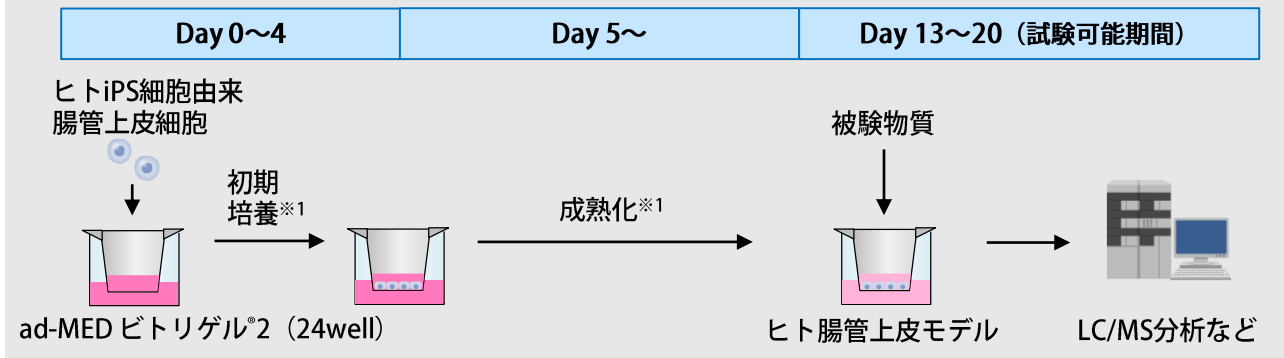 Day 0～4
Day 5～
Day 13～20（試験可能期間）
ヒトiPS細胞由来
腸管上皮細胞
初期
培養※1
成熟化※1
被験物質
ad-MED ビトリゲル®2（24well）
ヒト腸管上皮モデル
LC/MS分析など